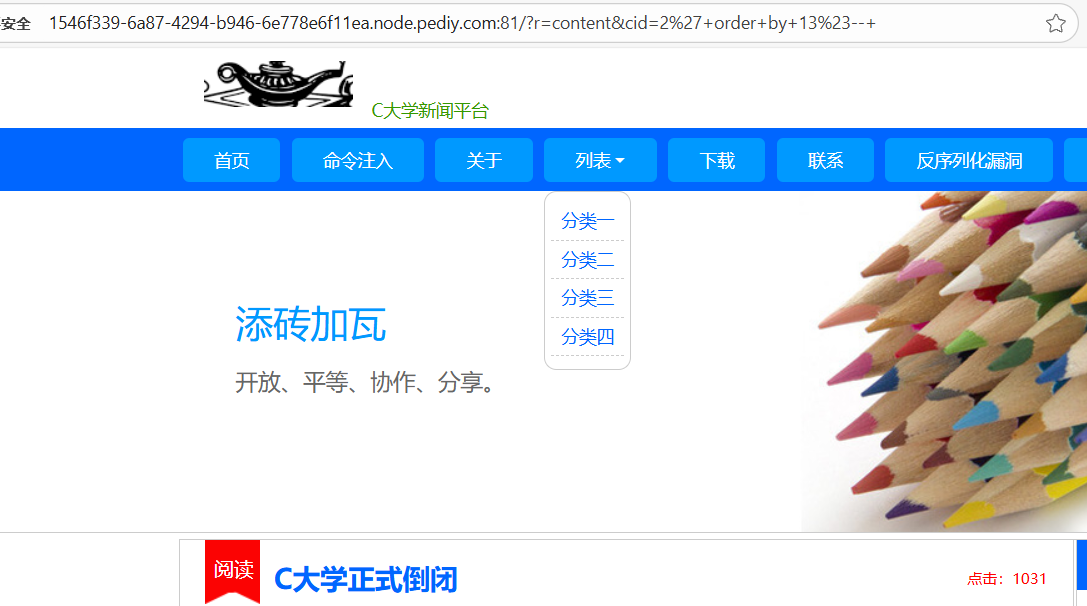 安全 1546f339-6a87-4294-b946-6e778e6f11ea.node.pediy.com:81/?r=content&cid=2%27+order+by+13%23--+
C大学新闻平台
首页 命令注入 关于 列表 下载 联系 反序列化漏洞
分类一
分类二
分类三
分类四
添砖加瓦
开放、平等、协作、分享。
阅读 C大学正式倒闭 点击：1031